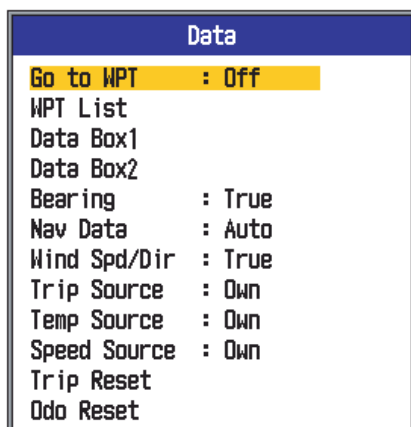 Data
Go to WPT : Off
WPT List
Data Box1
Data Box2
Bearing : True
Nav Data : Auto
Wind Spd/Dir : True
Trip Source : Own
Temp Source : Own
Speed Source : Own
Trip Reset
Odo Reset